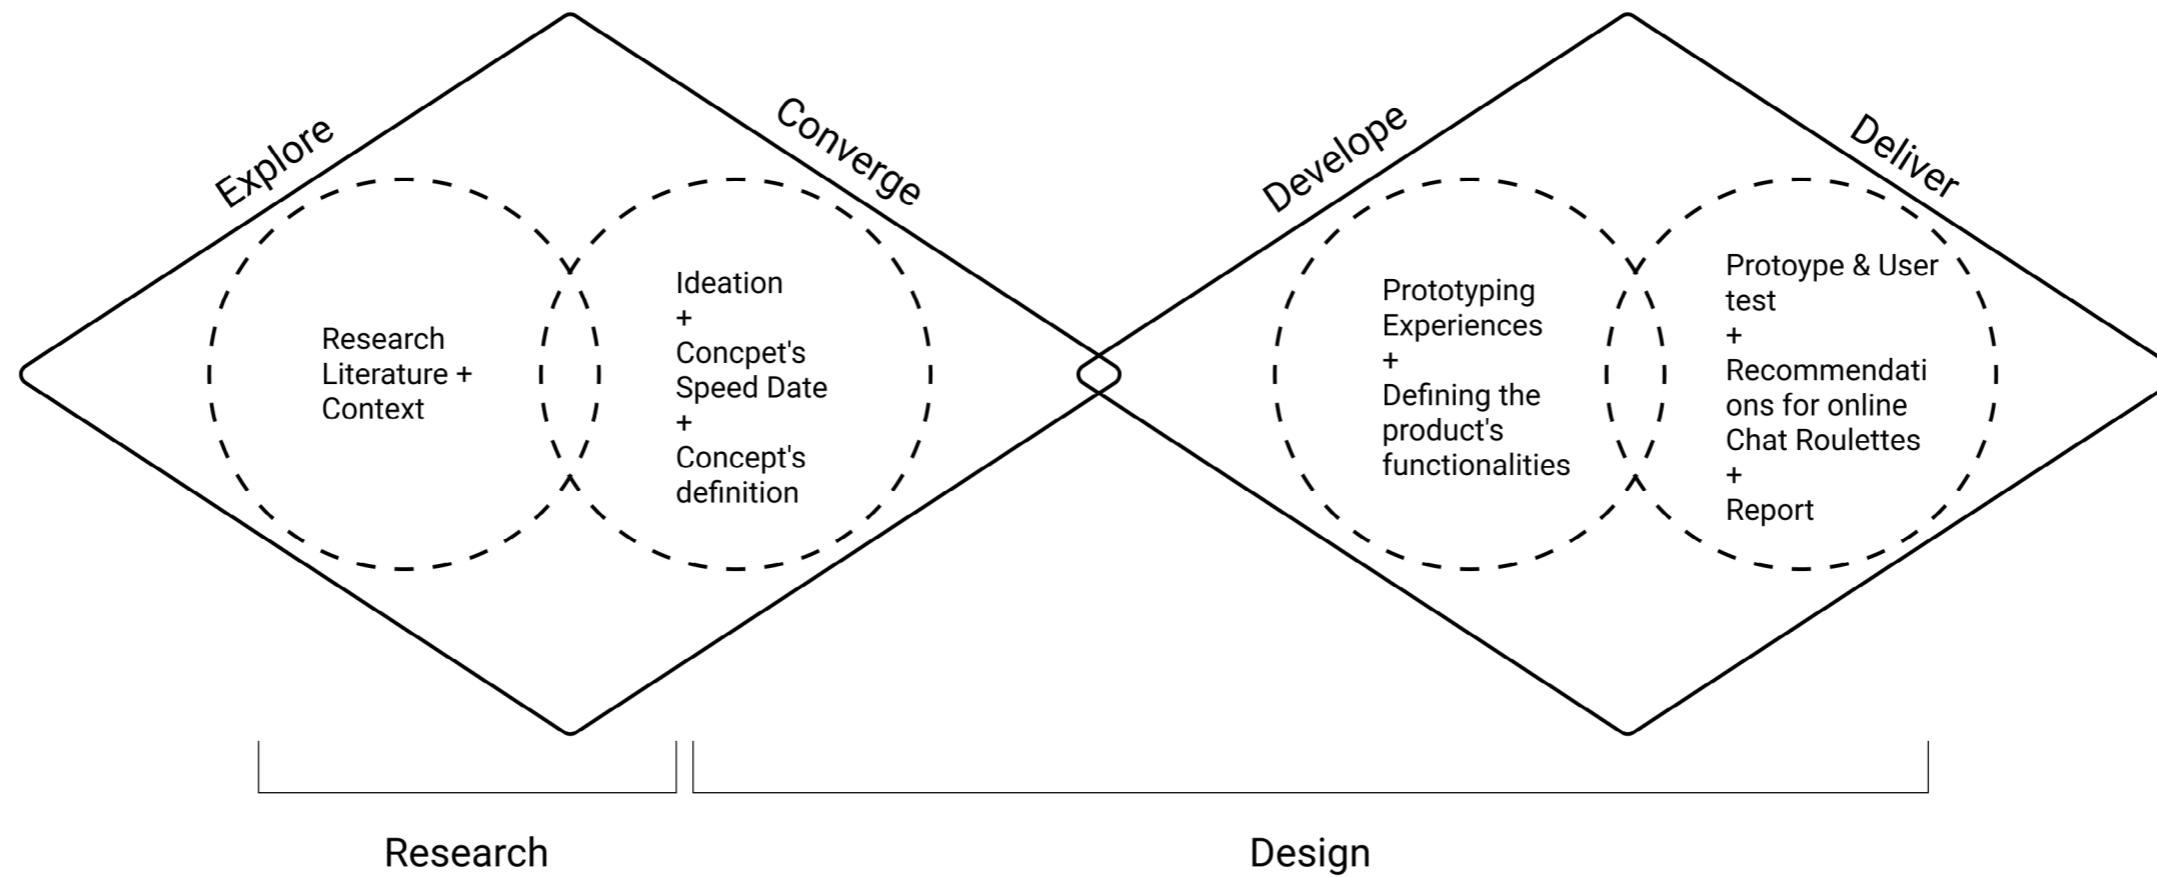 Explore
Converge
Develope
Deliver
Research
Literature +
Context
Ideation
+
Concpet's
Speed Date
+
Concept's
definition
Prototyping
Experiences
+
Defining the
product's
functionalities
Protoype & User
test
+
Recommendati
ons for online
Chat Roulettes
+
Report
Research
Design